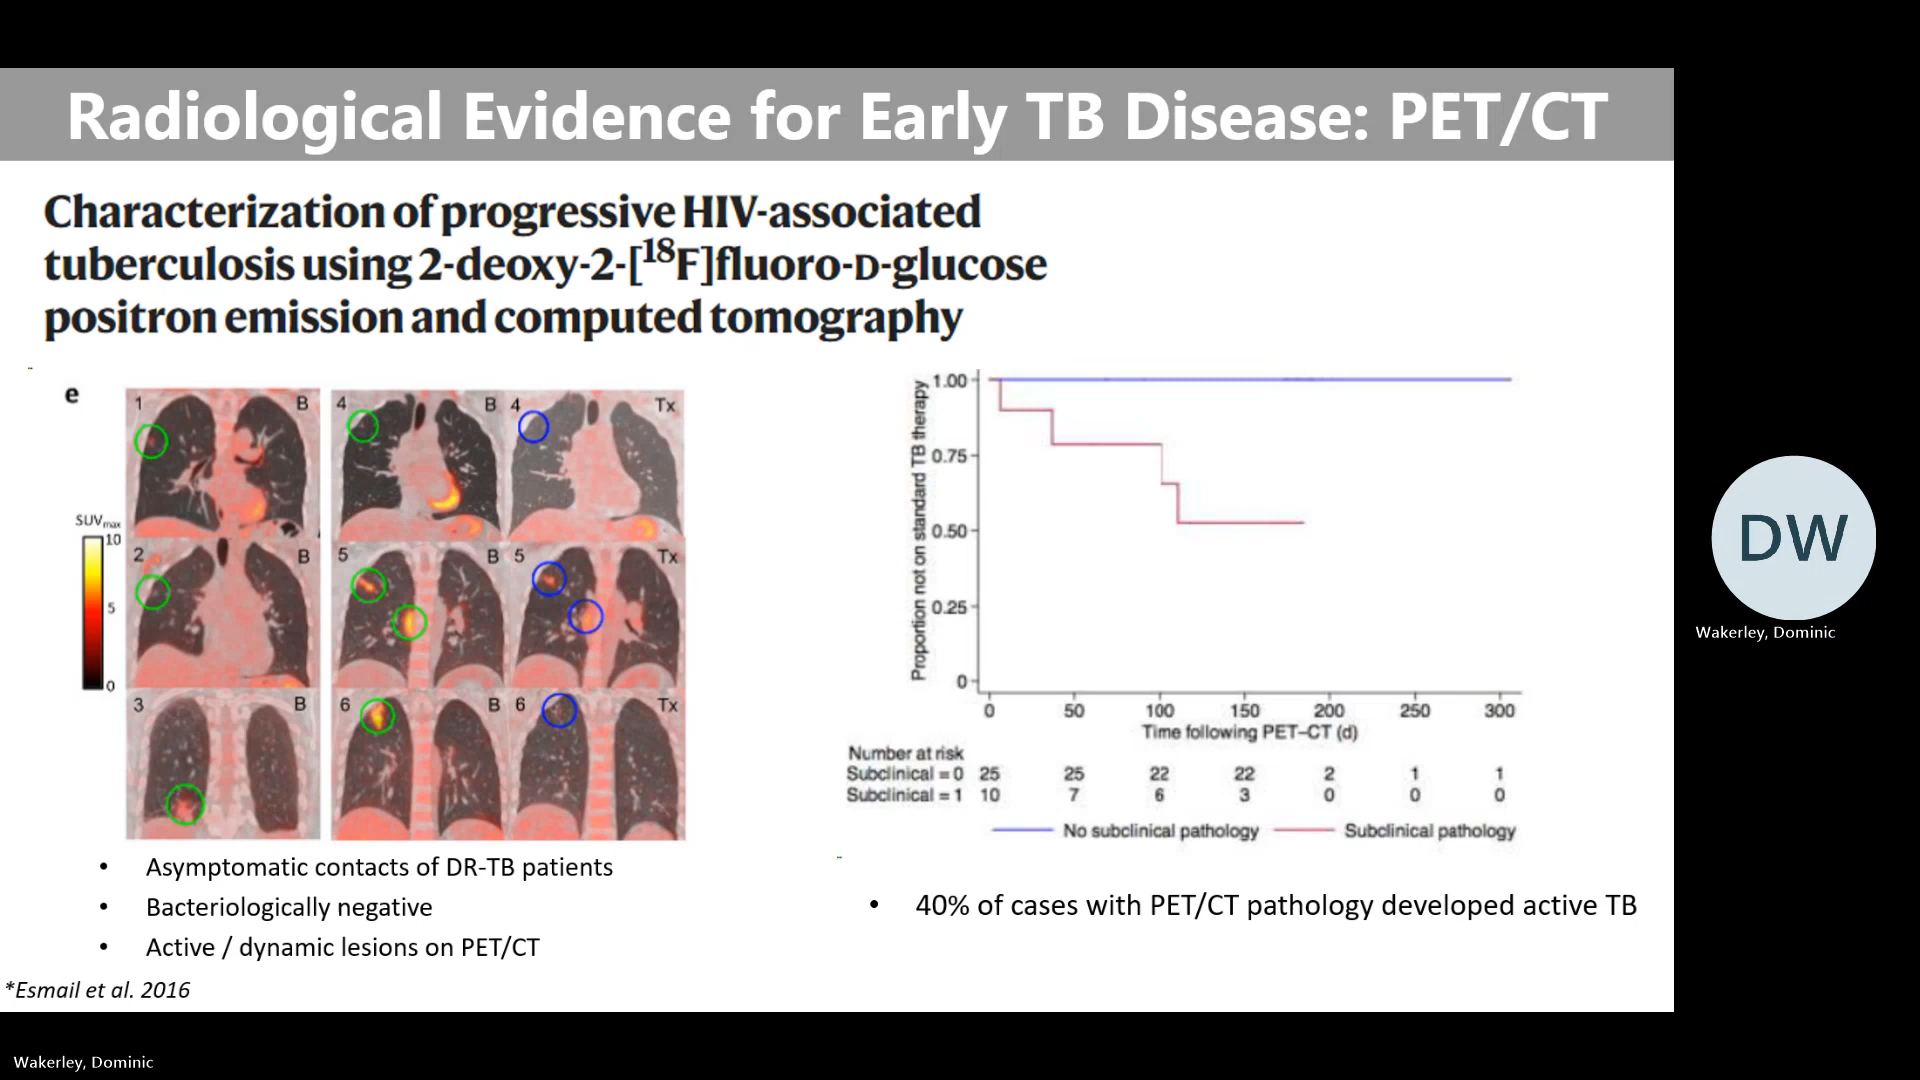 Radiological Evidence for Early TB Disease: PET/CT
Characterization of progressive HIV-associated
tuberculosis using 2-deoxy-2-[18F]fluoro-D-glucose
positron emission and computed tomography
e
1 B
4 B
4 Tx
2 B
5 B
5 Tx
3 B
6 B
6 Tx
SUVmax
10
5
0
Proportion not on standard TB therapy
1.00
0.75
0.50
0.25
0
0 50 100 150 200 250 300
Time following PET–CT (d)
Number at risk
Subclinical = 0 25 25 22 22 2 1 1
Subclinical = 1 10 7 6 3 0 0 0
No subclinical pathology Subclinical pathology
• Asymptomatic contacts of DR-TB patients
• Bacteriologically negative
• Active / dynamic lesions on PET/CT
• 40% of cases with PET/CT pathology developed active TB
*Esmail et al. 2016
DW
Wakerley, Dominic
Wakerley, Dominic